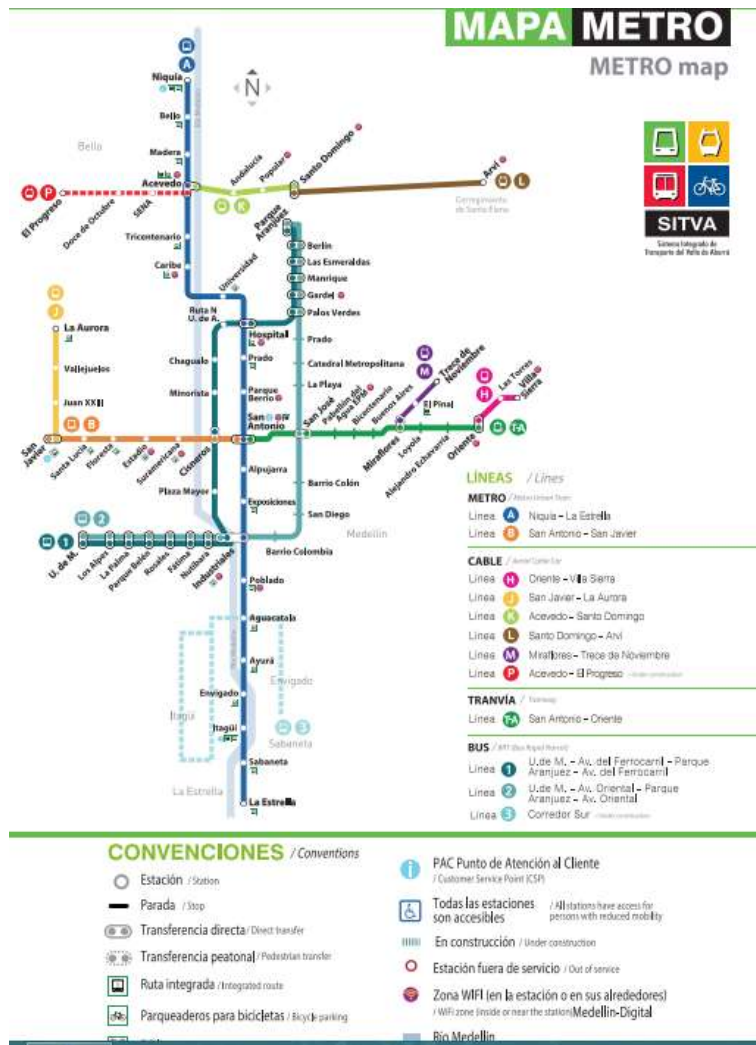 MAPA METRO
METRO map
A
Niquía
N
Bello
Bello
Madera
Acevedo
Andalucía
Popular
Santo Domingo
Arví
L
P
K
El Progreso
Doce de Octubre
SENA
Corregimiento
de Santa Elena
SITVA
Sistema Integrado de
Transporte del Valle de Aburrá
Parque
Aranjuez
Tricentenario
Berlín
Las Esmeraldas
Caribe
Universidad
Manrique
Gardel
J
Ruta N
U. de A.
Palos Verdes
La Aurora
Hospital
Prado
Chagualo
Prado
Catedral Metropolitana
M
Trece de
Noviembre
Vallejuelos
La Playa
H
Las Torres
Villa
Sierra
Minorista
Parque
Berrío
Juan XXIII
San
Antonio
San José
Pabellón del
Agua EPM
Bicentenario
Buenos Aires
El Pinal
B
T-A
San
Javier
Santa Lucía
Floresta
Estadio
Suramericana
Cisneros
Miraflores
Loyola
Alejandro Echavarría
Oriente
Alpujarra
Plaza Mayor
Exposiciones
Barrio Colón
San Diego
1
2
Medellín
U. de M.
Los Alpes
La Palma
Parque Belén
Rosales
Fátima
Nutibara
Industriales
Barrio Colombia
Poblado
Aguacatala
Ayurá
Envigado
Envigado
Itagüí
Itagüí
3
Sabaneta
Sabaneta
La Estrella
La Estrella
LÍNEAS / Lines
METRO
Línea A Niquía – La Estrella
Línea B San Antonio – San Javier
CABLE
Línea H Oriente – Villa Sierra
Línea J San Javier – La Aurora
Línea K Acevedo – Santo Domingo
Línea L Santo Domingo – Arví
Línea M Miraflores – Trece de Noviembre
Línea P Acevedo – El Progreso
TRANVÍA
Línea T-A San Antonio – Oriente
BUS
Línea 1 U.de M. – Av. del Ferrocarril – Parque
Aranjuez – Av. del Ferrocarril
Línea 2 U.de M. – Av. Oriental – Parque
Aranjuez – Av. Oriental
Línea 3 Corredor Sur
CONVENCIONES / Conventions
Estación / Station
Parada / Stop
Transferencia directa / Direct transfer
Transferencia peatonal / Pedestrian transfer
Ruta integrada / Integrated route
Parqueaderos para bicicletas / Bicycle parking
PAC Punto de Atención al Cliente
/ Customer Service Point (CSP)
Todas las estaciones son accesibles / All stations have access for persons with reduced mobility
En construcción / Under construction
Estación fuera de servicio / Out of service
Zona WIFI (en la estación o en sus alrededores)
/ WiFi zone (inside or near the station) Medellin-Digital
Río Medellín